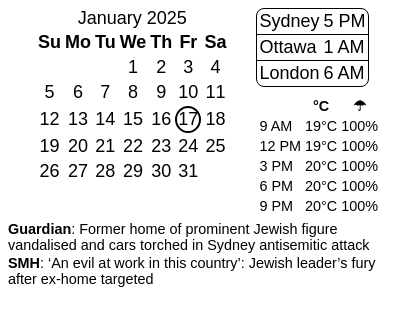 January 2025
Su Mo Tu We Th Fr Sa
1 2 3 4
5 6 7 8 9 10 11
12 13 14 15 16 17 18
19 20 21 22 23 24 25
26 27 28 29 30 31
Sydney 5 PM
Ottawa 1 AM
London 6 AM
°C ☂
9 AM 19°C 100%
12 PM 19°C 100%
3 PM 20°C 100%
6 PM 20°C 100%
9 PM 20°C 100%
Guardian: Former home of prominent Jewish figure
vandalised and cars torched in Sydney antisemitic attack
SMH: ‘An evil at work in this country’: Jewish leader’s fury
after ex-home targeted